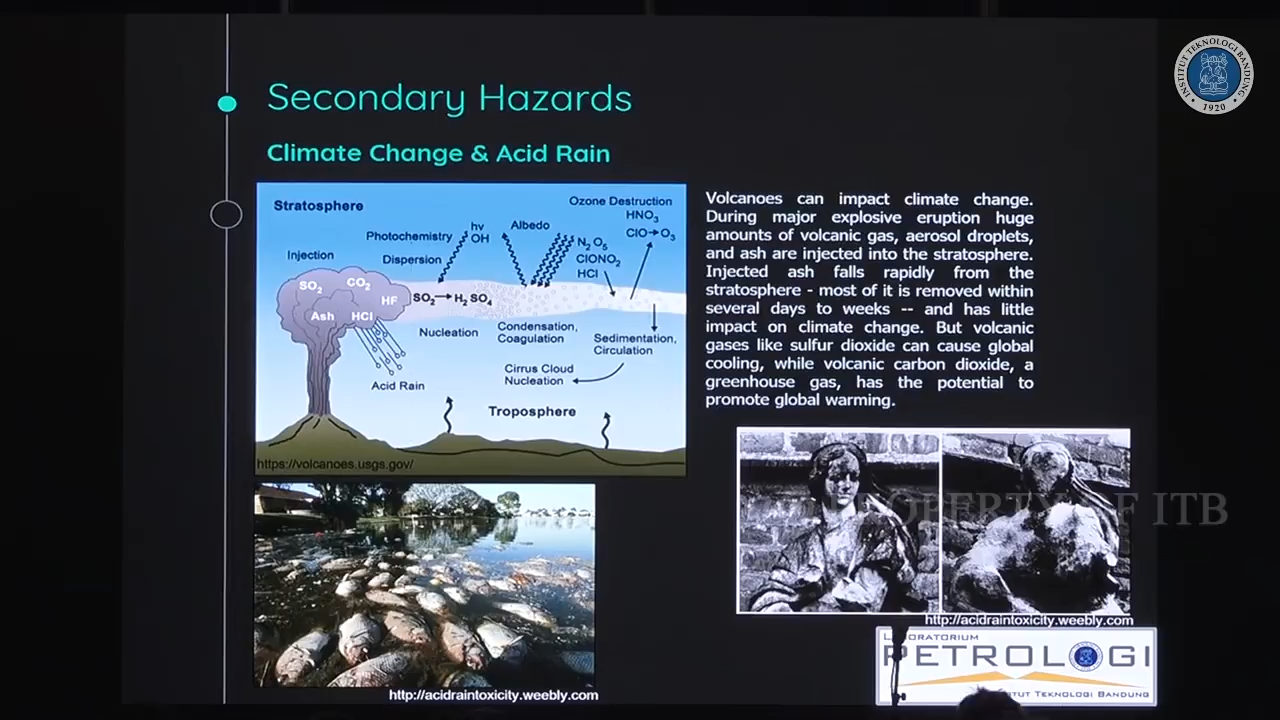 INSTITUT TEKNOLOGI BANDUNG
1920
Secondary Hazards
Climate Change & Acid Rain
Stratosphere
Ozone Destruction
HNO3
ClO→O3
hv
OH
Albedo
Photochemistry
N2O5
ClONO2
HCl
Injection
Dispersion
SO2
CO2
HF
SO2→H2SO4
Ash
HCl
Nucleation
Condensation,
Coagulation
Sedimentation,
Circulation
Acid Rain
Cirrus Cloud
Nucleation
Troposphere
https://volcanoes.usgs.gov/
Volcanoes can impact climate change.
During major explosive eruption huge
amounts of volcanic gas, aerosol droplets,
and ash are injected into the stratosphere.
Injected ash falls rapidly from the
stratosphere - most of it is removed within
several days to weeks -- and has little
impact on climate change. But volcanic
gases like sulfur dioxide can cause global
cooling, while volcanic carbon dioxide, a
greenhouse gas, has the potential to
promote global warming.
PROPERTY OF ITB
http://acidraintoxicity.weebly.com
http://acidraintoxicity.weebly.com
LABORATORIUM
PETROLOGI
TEKNOLOGI BANDUNG